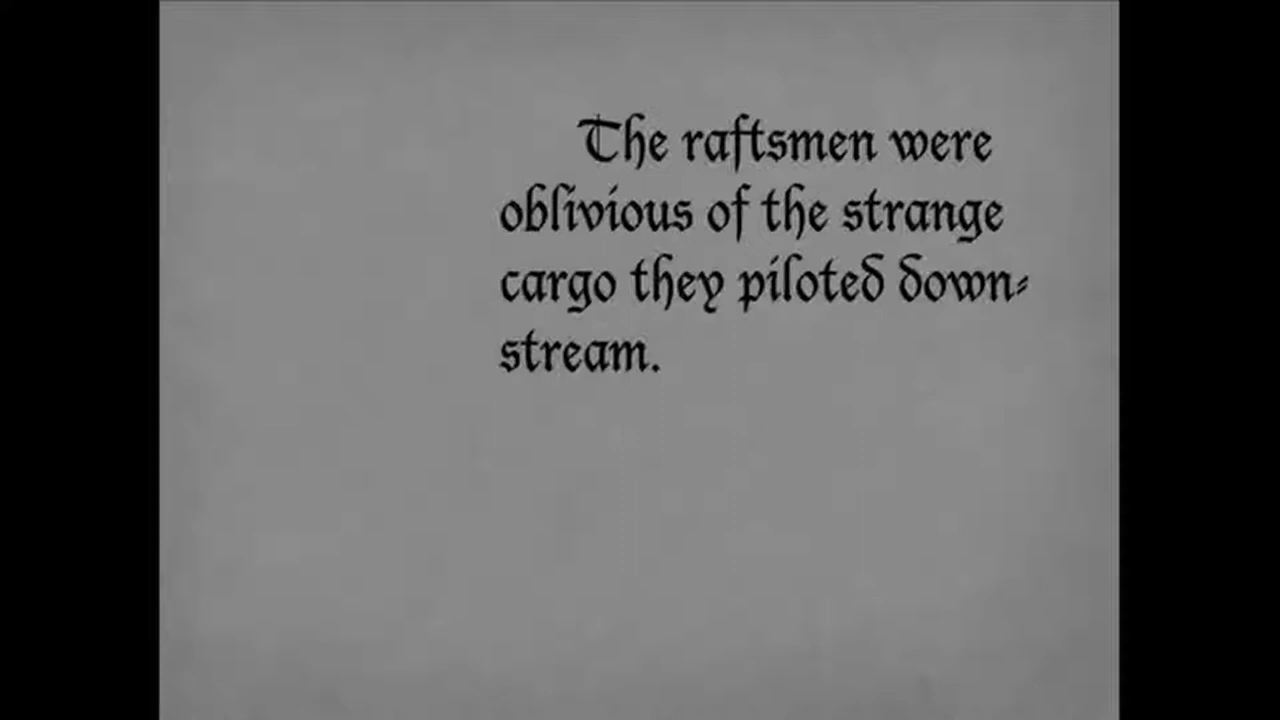 The raftsmen were
oblivious of the strange
cargo they piloted down-
stream.